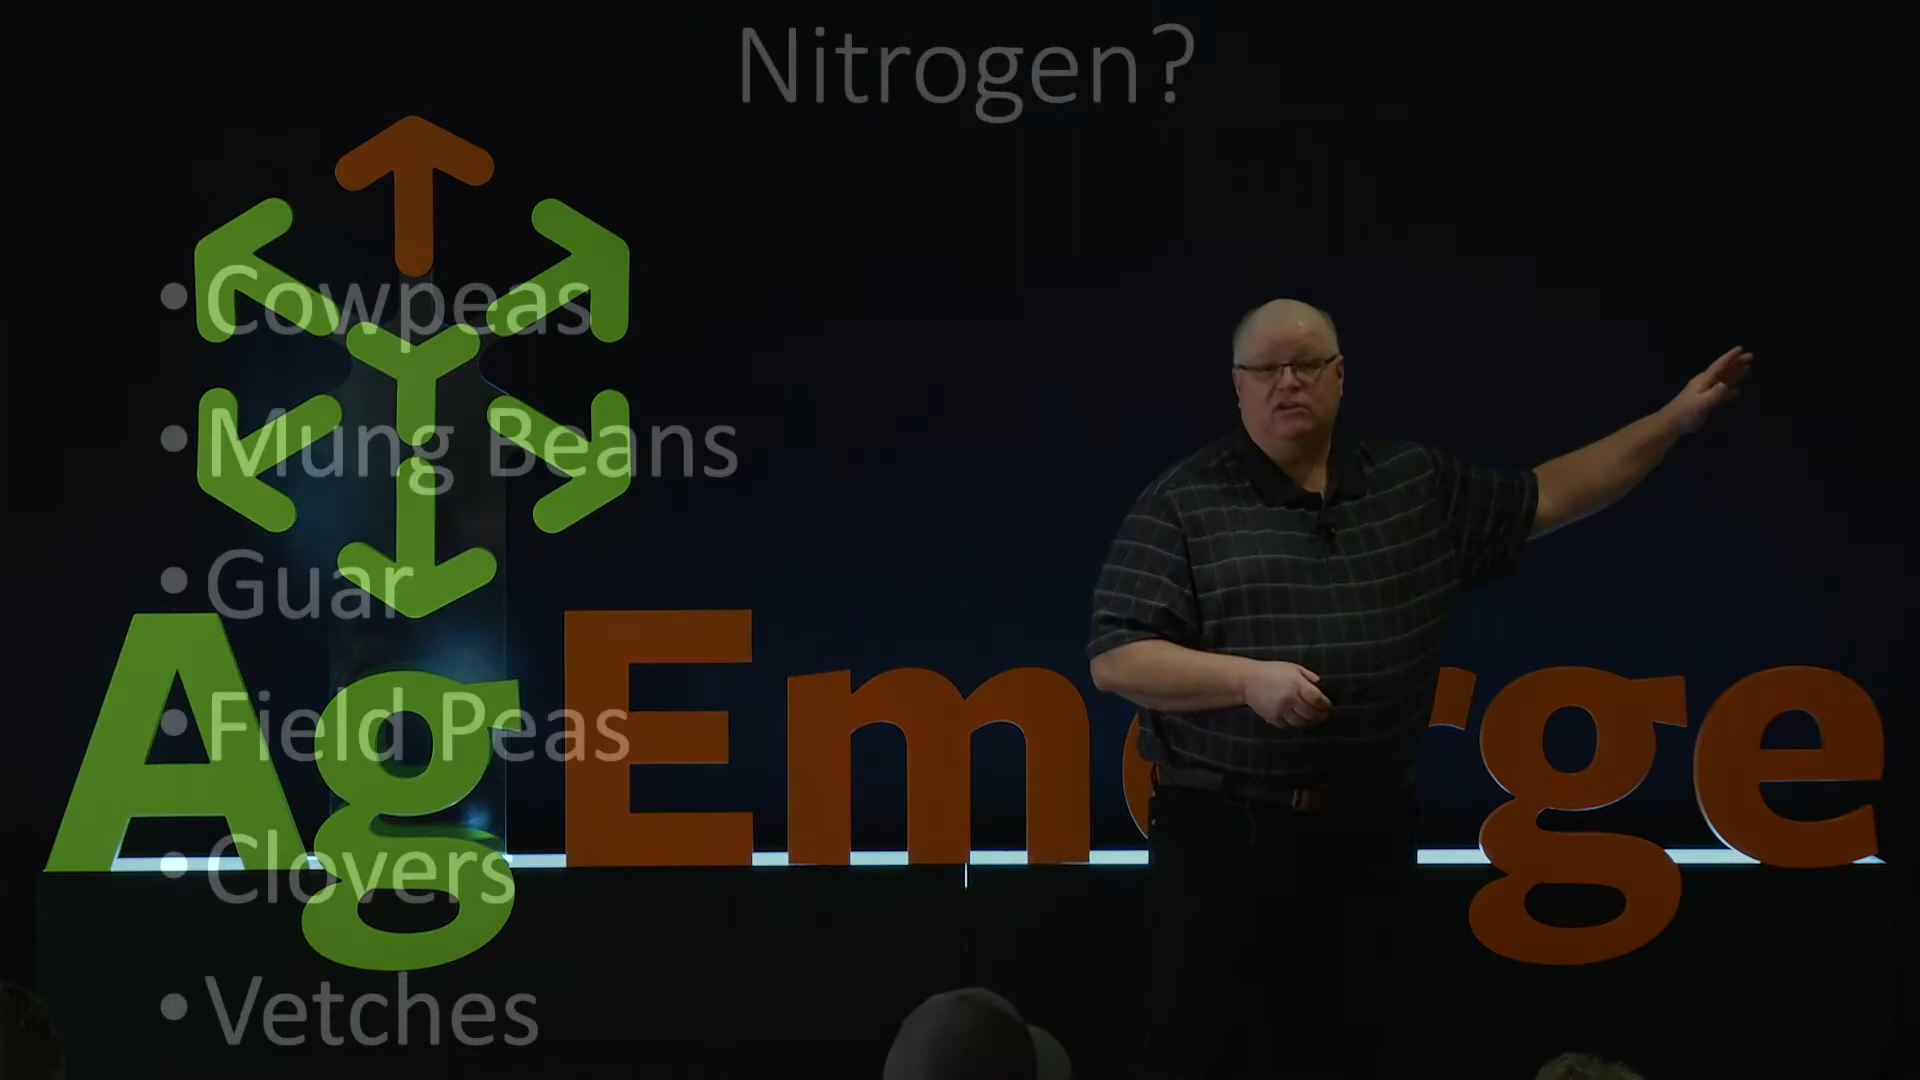 Nitrogen?
• Cowpeas
• Mung Beans
• Guar
• Field Peas
• Clovers
• Vetches
AgEmerge